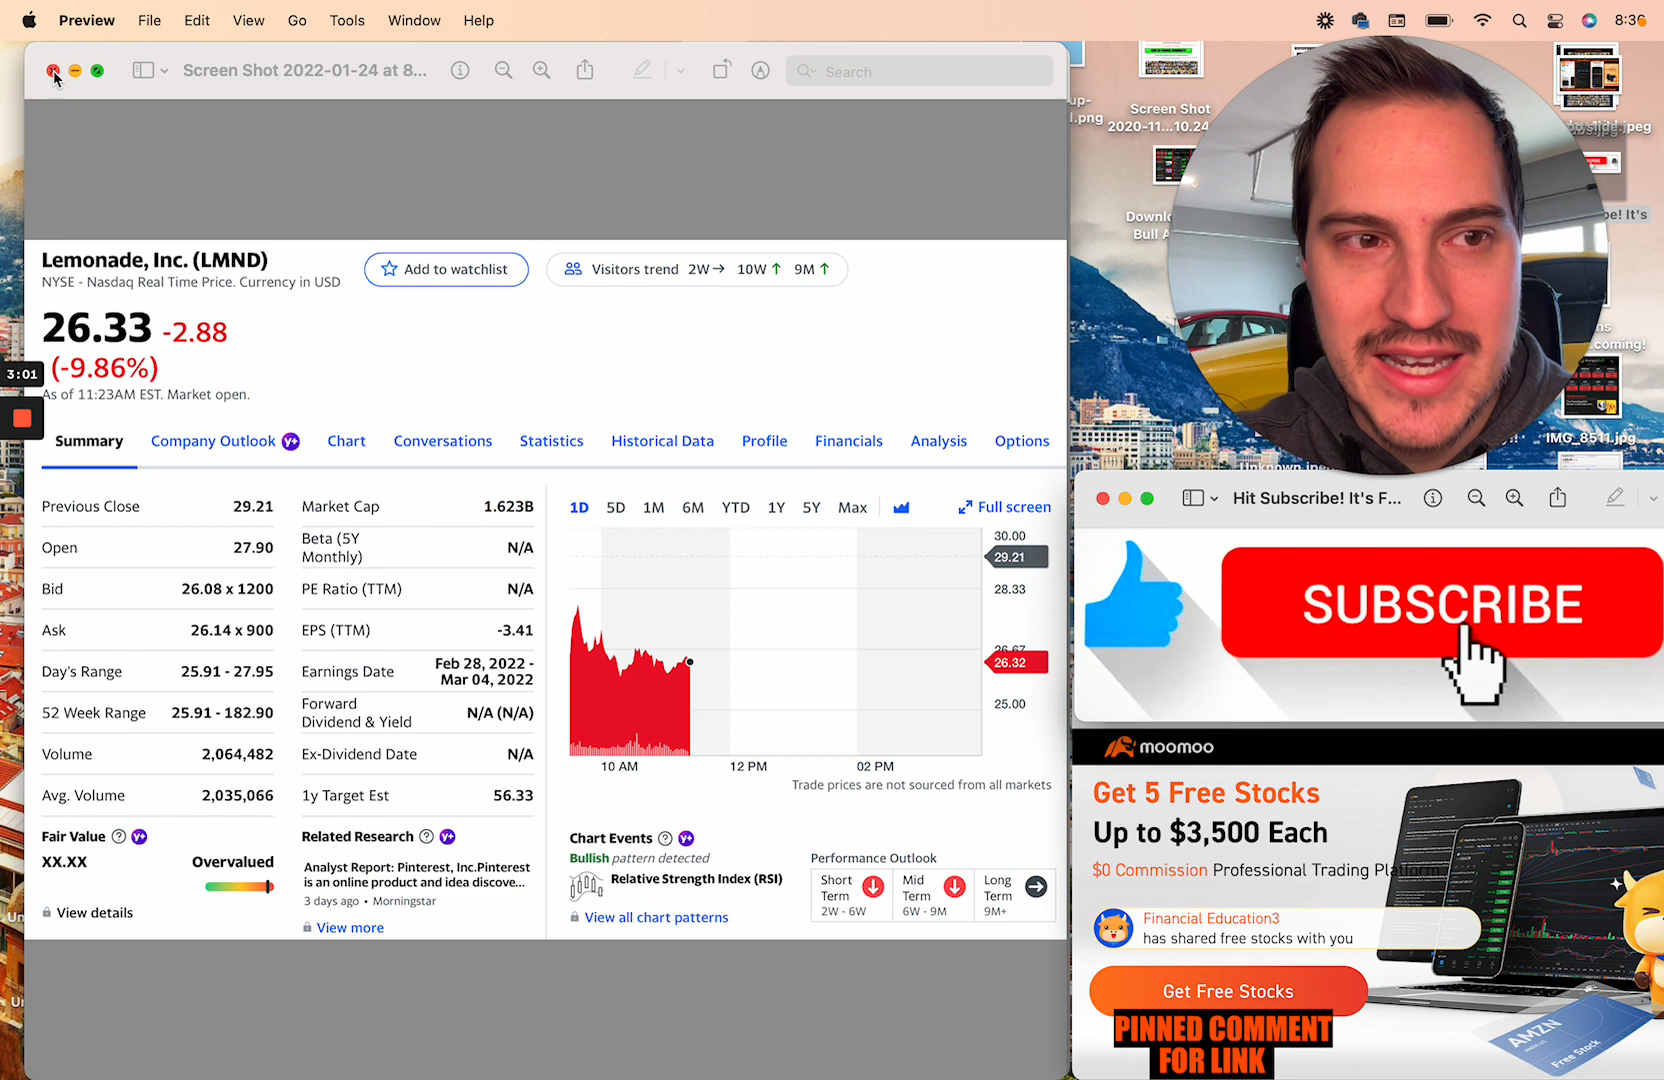 Preview File Edit View Go Tools Window Help
Screen Shot 2022-01-24 at 8...
Search
Lemonade, Inc. (LMND)
NYSE - Nasdaq Real Time Price. Currency in USD
Add to watchlist
Visitors trend 2W→ 10W↑ 9M↑
26.33 -2.88
(-9.86%)
As of 11:23AM EST. Market open.
3:01
Summary Company Outlook Y+ Chart Conversations Statistics Historical Data Profile Financials Analysis Options
Previous Close 29.21
Open 27.90
Bid 26.08 x 1200
Ask 26.14 x 900
Day's Range 25.91 - 27.95
52 Week Range 25.91 - 182.90
Volume 2,064,482
Avg. Volume 2,035,066
Market Cap 1.623B
Beta (5Y
Monthly) N/A
PE Ratio (TTM) N/A
EPS (TTM) -3.41
Earnings Date Feb 28, 2022 -
Mar 04, 2022
Forward
Dividend & Yield N/A (N/A)
Ex-Dividend Date N/A
1y Target Est 56.33
1D 5D 1M 6M YTD 1Y 5Y Max
Full screen
30.00
29.21
28.33
26.67
26.32
25.00
10 AM 12 PM 02 PM
Trade prices are not sourced from all markets
Fair Value ? Y+
XX.XX Overvalued
View details
Related Research ? Y+
Analyst Report: Pinterest, Inc.Pinterest
is an online product and idea discove...
3 days ago • Morningstar
View more
Chart Events ? Y+
Bullish pattern detected
Relative Strength Index (RSI)
View all chart patterns
Performance Outlook
Short
Term
2W - 6W
Mid
Term
6W - 9M
Long
Term
9M+
up-
.png
Screen Shot
2020-11...10.24
Downl
Bull A
e! It's
coming!
IMG_8511.jpg
Hit Subscribe! It's F...
SUBSCRIBE
moomoo
Get 5 Free Stocks
Up to $3,500 Each
$0 Commission Professional Trading Platform
Financial Education3
has shared free stocks with you
Get Free Stocks
PINNED COMMENT
FOR LINK
AMZN
Free Stock